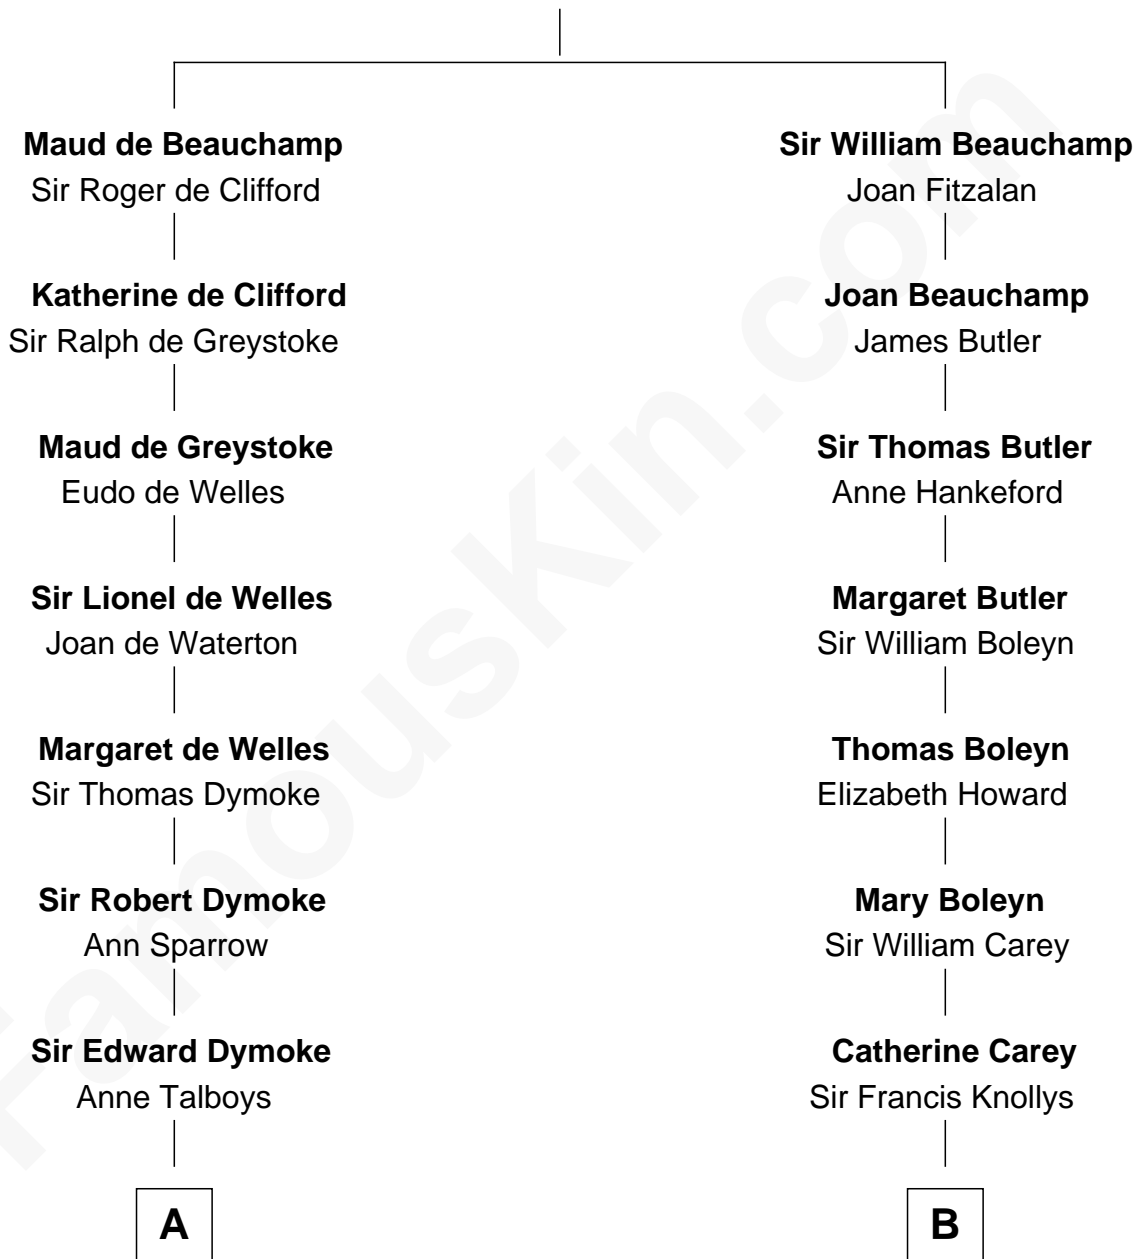 Maud de Beauchamp
Sir Roger de Clifford
Katherine de Clifford
Sir Ralph de Greystoke
Maud de Greystoke
Eudo de Welles
Sir Lionel de Welles
Joan de Waterton
Margaret de Welles
Sir Thomas Dymoke
Sir Robert Dymoke
Ann Sparrow
Sir Edward Dymoke
Anne Talboys
A
Sir William Beauchamp
Joan Fitzalan
Joan Beauchamp
James Butler
Sir Thomas Butler
Anne Hankeford
Margaret Butler
Sir William Boleyn
Thomas Boleyn
Elizabeth Howard
Mary Boleyn
Sir William Carey
Catherine Carey
Sir Francis Knollys
B
FamousKin.com